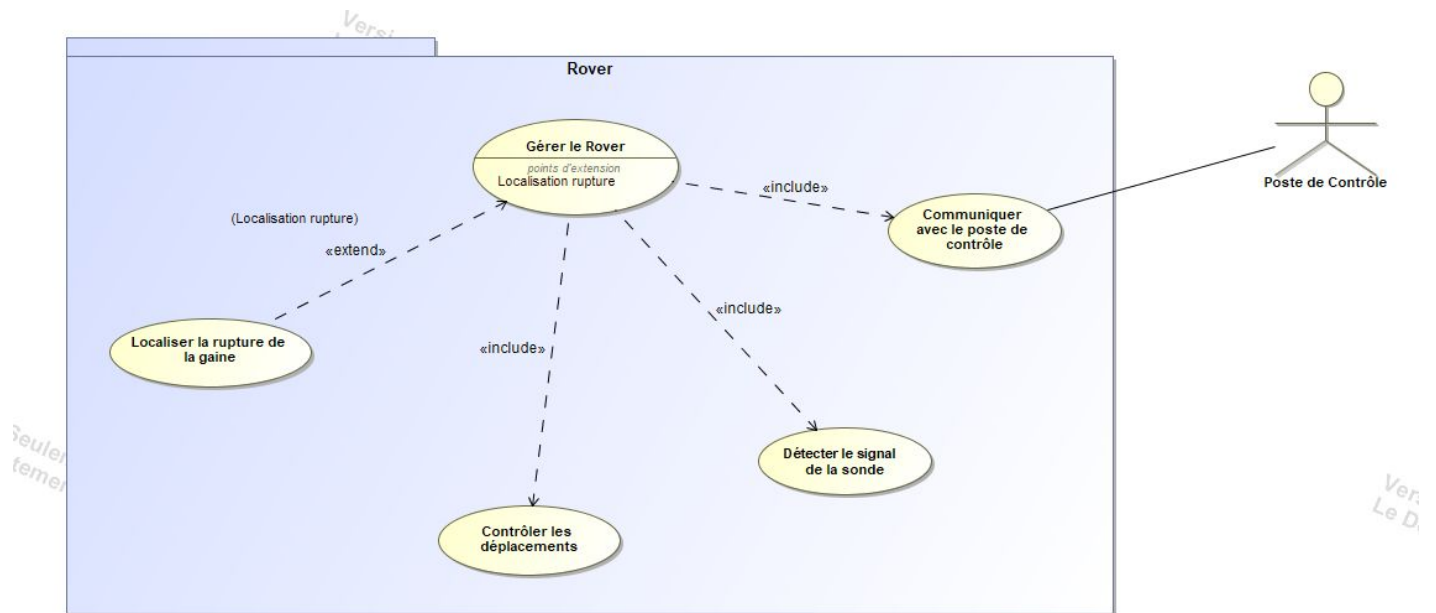 Rover
Gérer le Rover
points d'extension
Localisation rupture
«include»
Poste de Contrôle
Communiquer
avec le poste de
contrôle
(Localisation rupture)
«extend»
«include»
Localiser la rupture de
la gaine
«include»
Détecter le signal
de la sonde
Contrôler les
déplacements